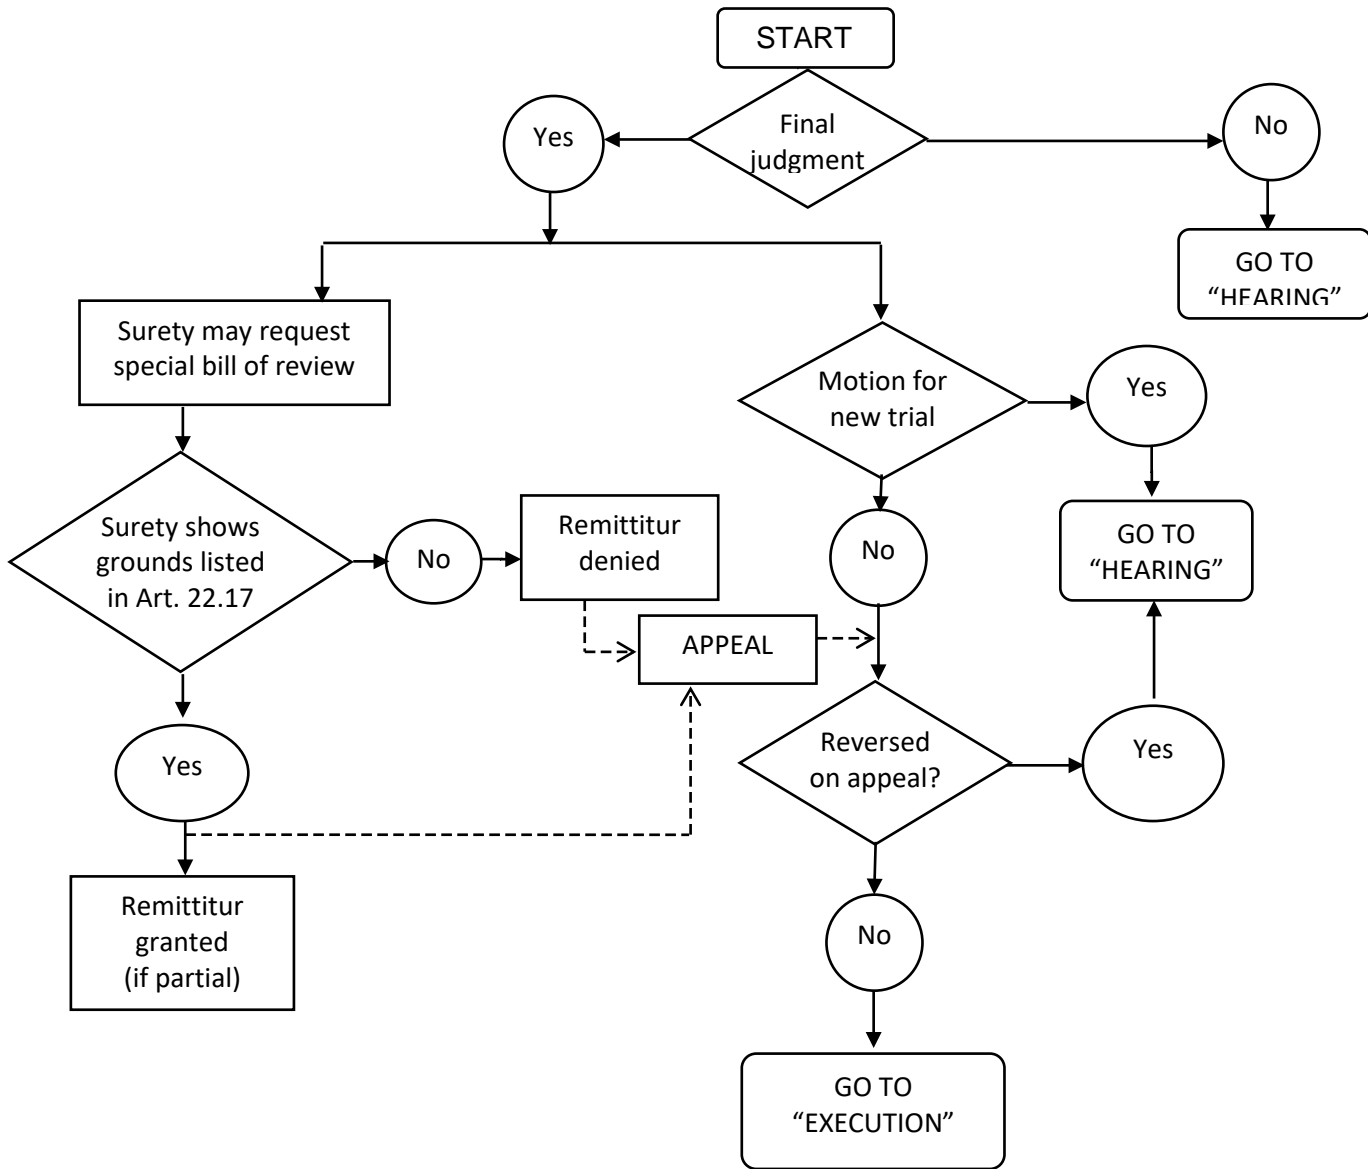 START
Final
judgment
Yes
No
GO TO
“HEARING”
Surety may request
special bill of review
Motion for
new trial
Yes
Surety shows
grounds listed
in Art. 22.17
No
Remittitur
denied
No
GO TO
“HEARING”
APPEAL
Yes
Reversed
on appeal?
Yes
Remittitur
granted
(if partial)
No
GO TO
“EXECUTION”